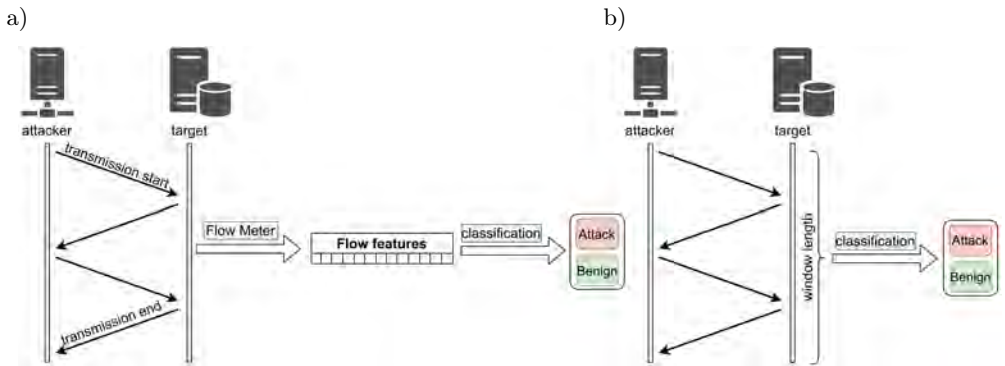 a)
attacker
target
transmission start
Flow Meter
Flow features
classification
Attack
Benign
transmission end
b)
attacker
target
window length
classification
Attack
Benign